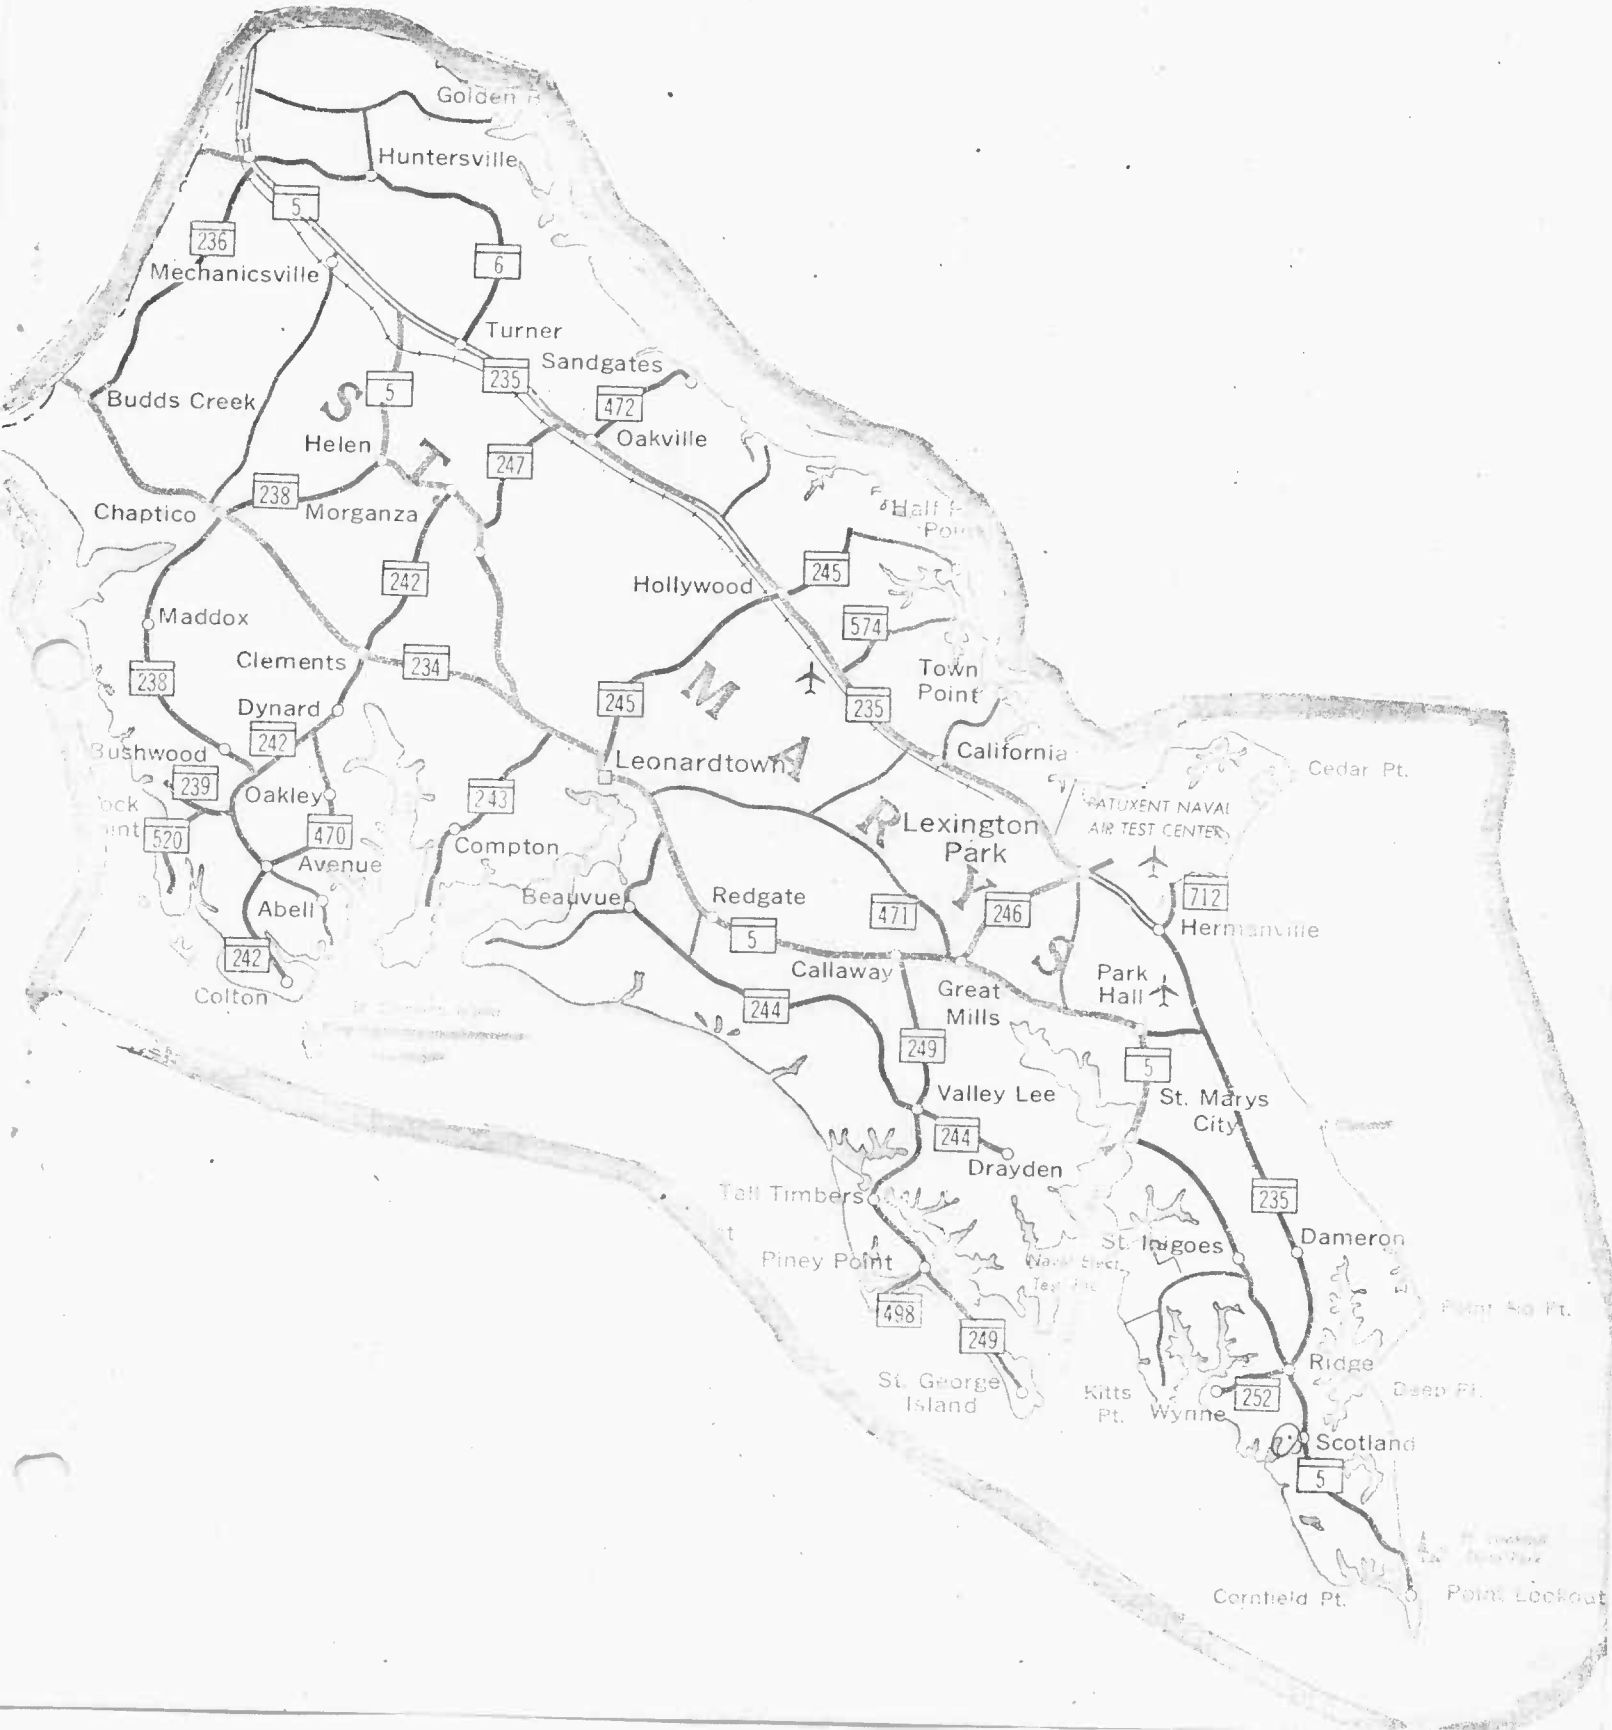 Golden
Huntersville
5
236
6
Mechanicsville
Turner
Sandgates
235
5
472
Budds Creek
S
Helen
T.
Oakville
247
238
Chaptico
Morganza
Half
242
245
Hollywood
574
Maddox
Clements
234
Town
Point
238
M
245
235
Dynard
242
California
Bushwood
Leonardtown
A
Cedar Pt.
239
Oakley
243
PATUXENT NAVAL
AIR TEST CENTER
R
Lexington
Park
520
470
Compton
Avenue
Y
Beauvue
Redgate
712
Abell
471
246
Hermanville
5
242
S
Callaway
Park
Hall
Colton
Great
Mills
244
249
5
Valley Lee
St. Marys
City
244
Drayden
Tall Timbers
235
St. Inigoes
Dameron
Piney Point
498
249
Ridge
St. George
Island
Kitts
Pt.
252
Deep Pt.
Wynne
Scotland
5
Cornfield Pt.
Point Lookout